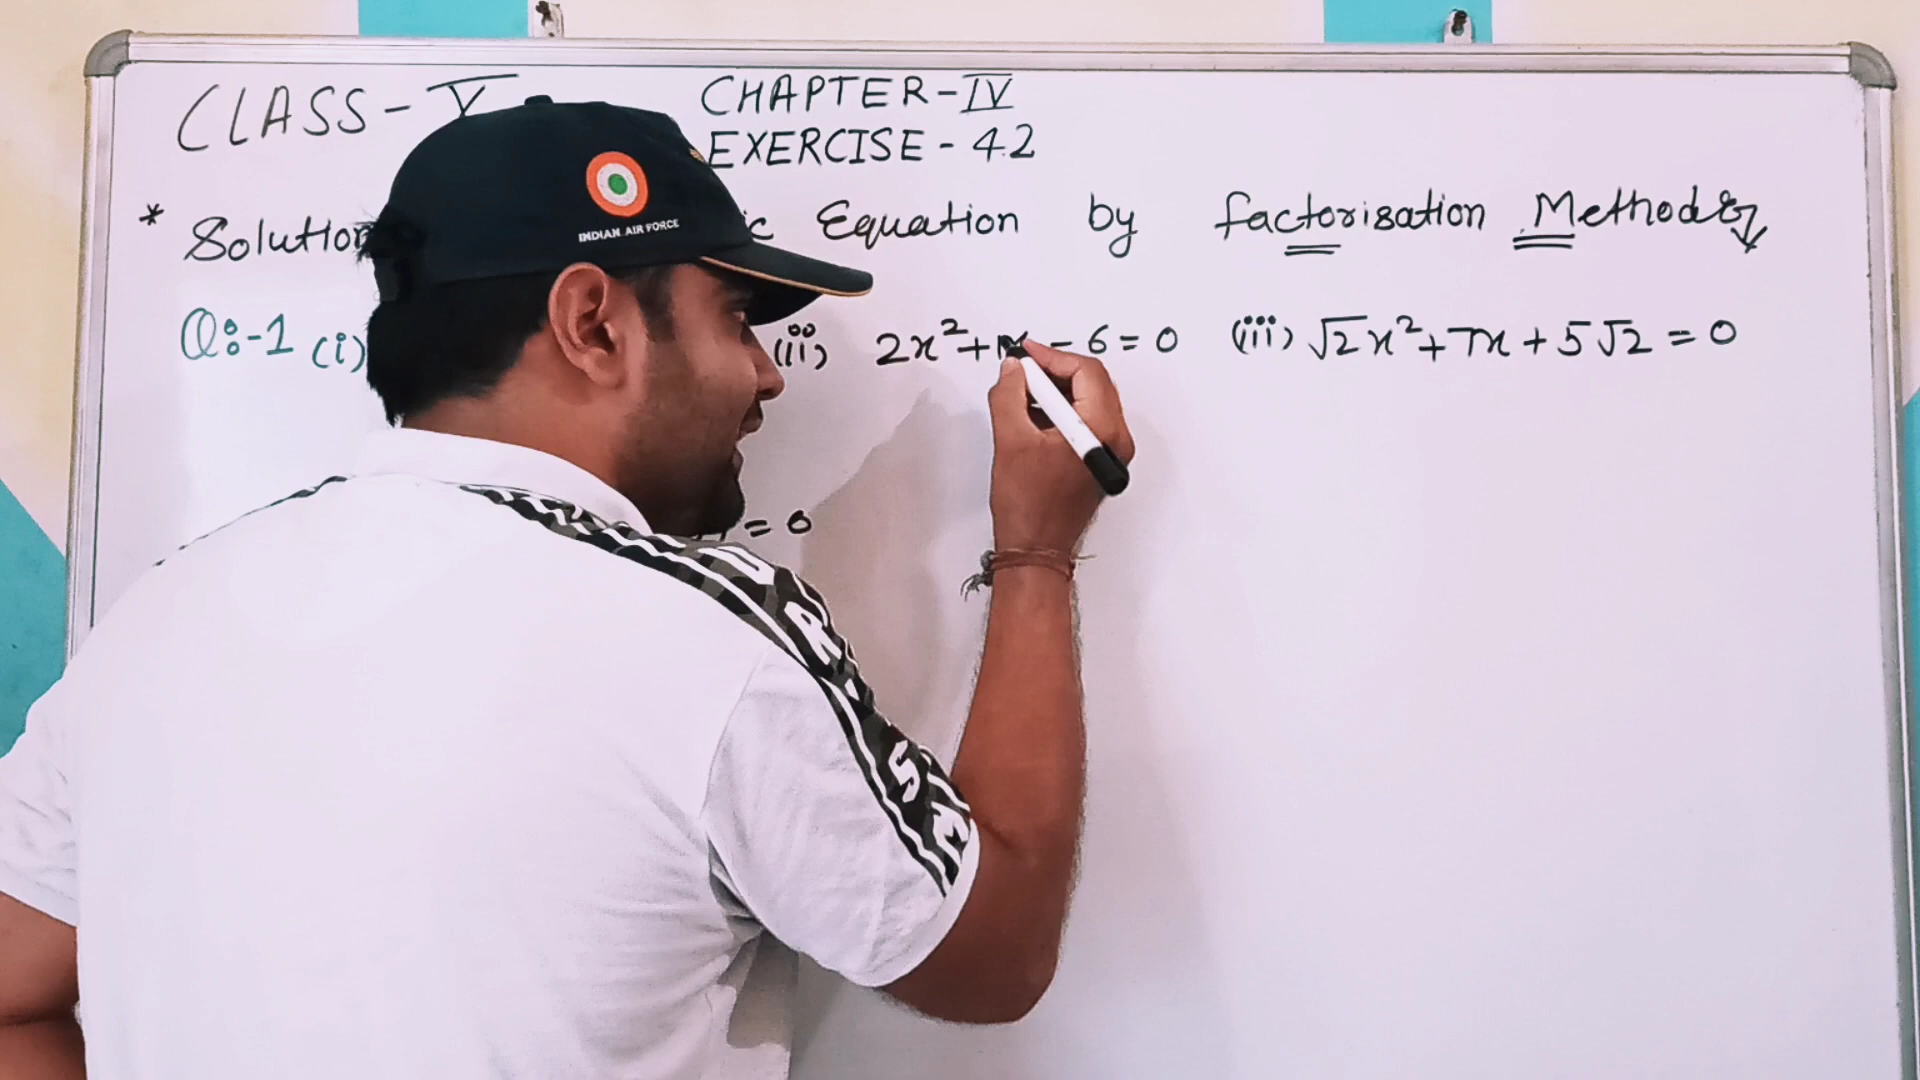 CLASS - X CHAPTER-IV
EXERCISE - 4.2
* Solution Equation by factorisation Method
Q:-1 (i) (ii) 2x²+x-6=0 (iii) √2x²+7x+5√2=0
=0
INDIAN AIR FORCE